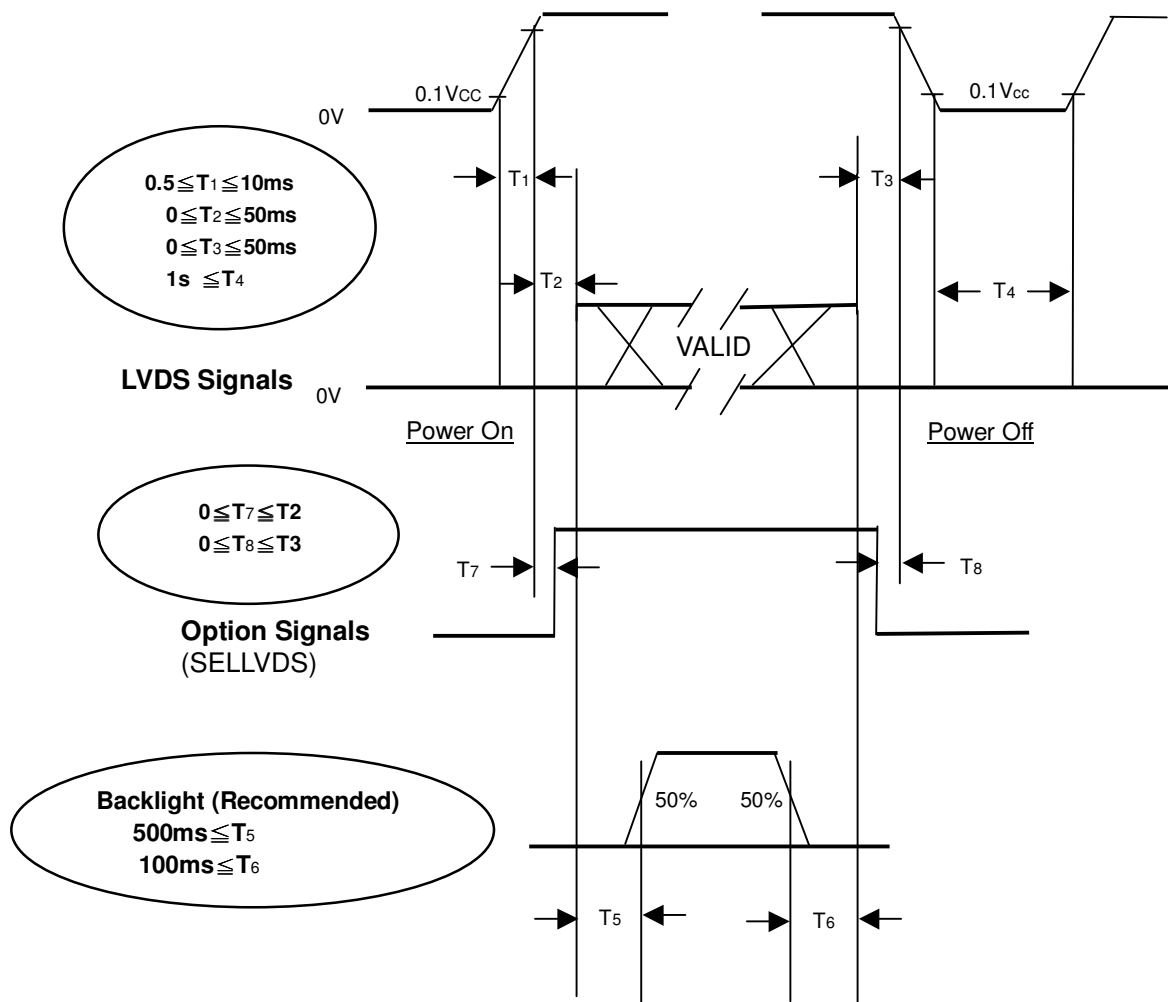 0.1VCC
0.1Vcc
0V
0.5≦T1≦10ms
0≦T2≦50ms
0≦T3≦50ms
1s ≦T4
T1
T3
T2
T4
VALID
LVDS Signals
0V
Power On
Power Off
0≦T7≦T2
0≦T8≦T3
T7
T8
Option Signals
(SELLVDS)
Backlight (Recommended)
500ms≦T5
100ms≦T6
50%
50%
T5
T6